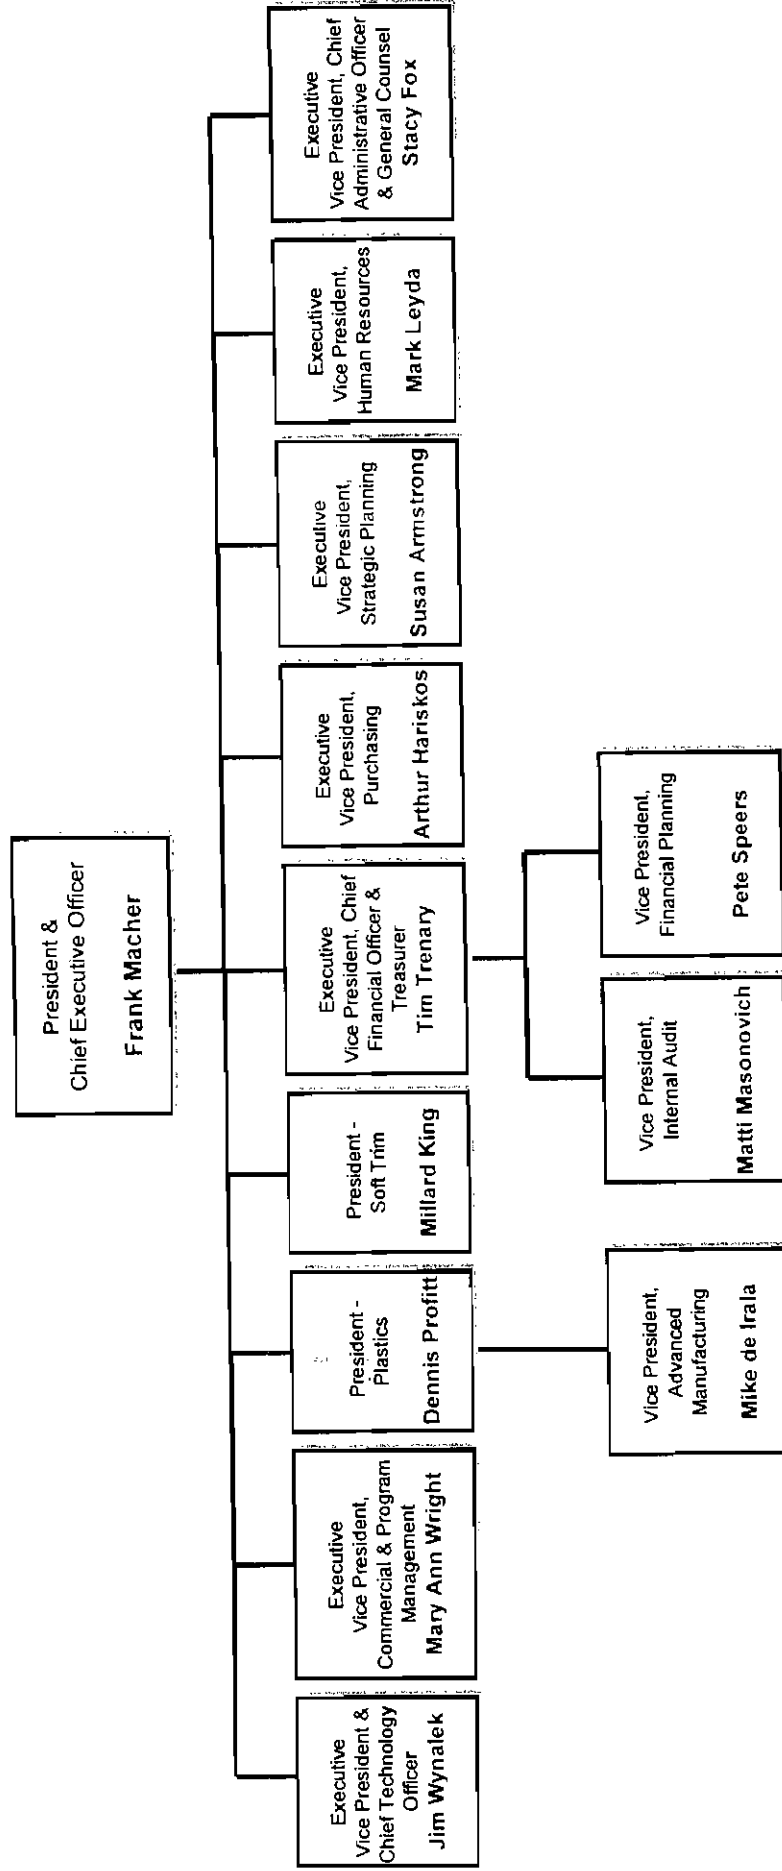 President &
Chief Executive Officer
Frank Macher
Executive
Vice President &
Chief Technology
Officer
Jim Wynalek
Executive
Vice President,
Commercial & Program
Management
Mary Ann Wright
President -
Plastics
Dennis Profitt
President -
Soft Trim
Millard King
Executive
Vice President, Chief
Financial Officer &
Treasurer
Tim Trenary
Executive
Vice President,
Purchasing
Arthur Hariskos
Executive
Vice President,
Strategic Planning
Susan Armstrong
Executive
Vice President,
Human Resources
Mark Leyda
Executive
Vice President, Chief
Administrative Officer
& General Counsel
Stacy Fox
Vice President,
Advanced
Manufacturing
Mike de Irala
Vice President,
Internal Audit
Matti Masonovich
Vice President,
Financial Planning
Pete Speers